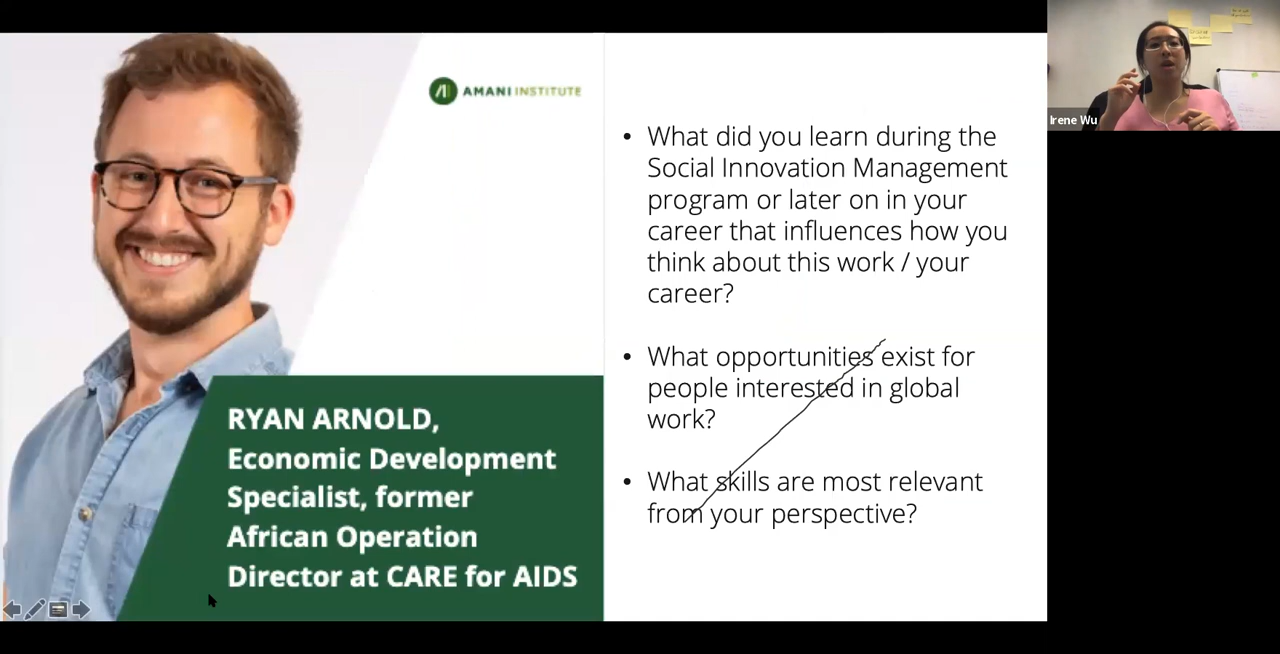 AMANI INSTITUTE
RYAN ARNOLD,
Economic Development
Specialist, former
African Operation
Director at CARE for AIDS
• What did you learn during the
Social Innovation Management
program or later on in your
career that influences how you
think about this work / your
career?
• What opportunities exist for
people interested in global
work?
• What skills are most relevant
from your perspective?
Irene Wu